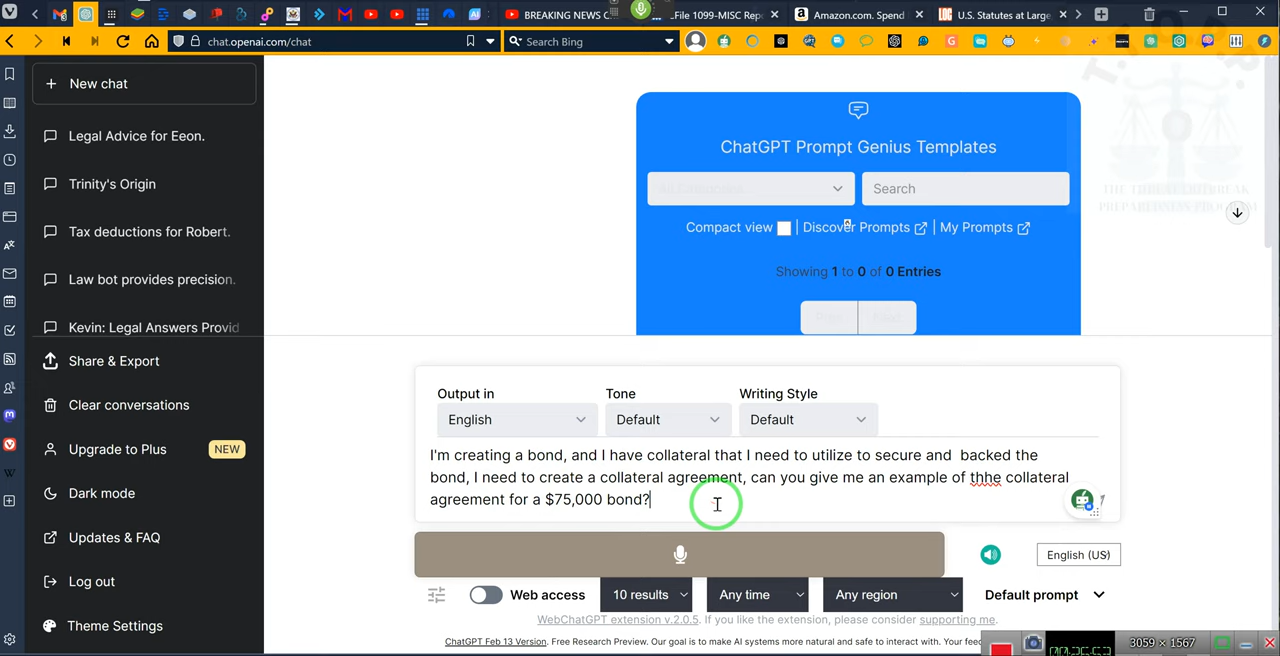 BREAKING NEWS C
File 1099-MISC Rep
Amazon.com. Spend
U.S. Statutes at Large
chat.openai.com/chat
Search Bing
New chat
Legal Advice for Eeon.
Trinity's Origin
Tax deductions for Robert.
Law bot provides precision.
Kevin: Legal Answers Provid
Share & Export
Clear conversations
Upgrade to Plus
NEW
Dark mode
Updates & FAQ
Log out
Theme Settings
ChatGPT Prompt Genius Templates
Search
Compact view | Discover Prompts | My Prompts
Showing 1 to 0 of 0 Entries
Output in
Tone
Writing Style
English
Default
Default
I'm creating a bond, and I have collateral that I need to utilize to secure and  backed the
bond, I need to create a collateral agreement, can you give me an example of thhe collateral
agreement for a $75,000 bond?
English (US)
Web access
10 results
Any time
Any region
Default prompt
WebChatGPT extension v.2.0.5. If you like the extension, please consider supporting me.
ChatGPT Feb 13 Version. Free Research Preview. Our goal is to make AI systems more natural and safe to interact with. Your feed
3059 × 1567